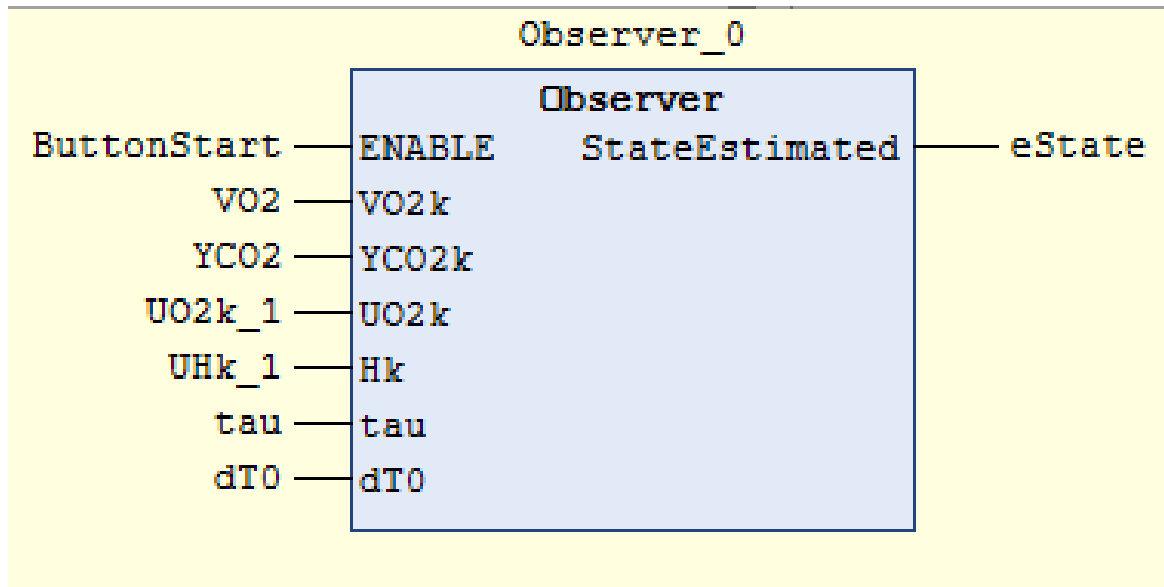 Observer_0
Observer
ButtonStart ENABLE StateEstimated eState
VO2 VO2k
YCO2 YCO2k
UO2k_1 UO2k
UHk_1 Hk
tau tau
dT0 dT0